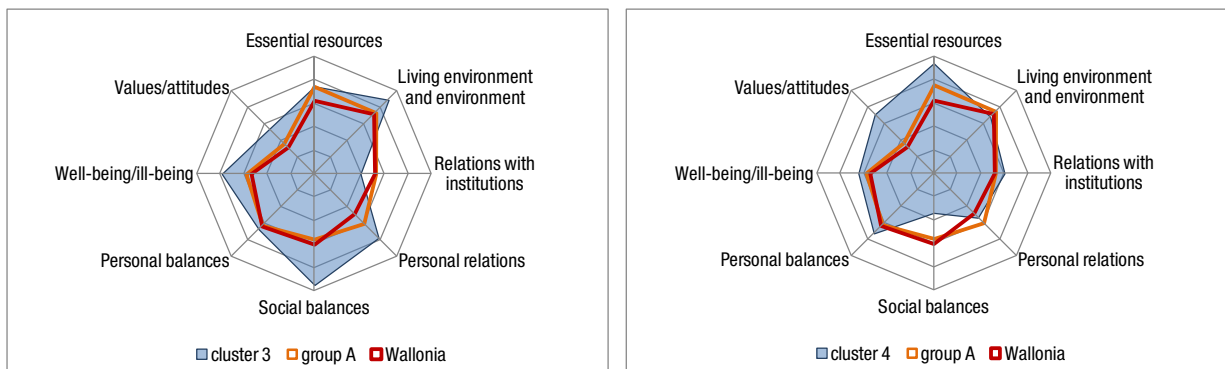 Essential resources
Values/attitudes
Living environment
and environment
Well-being/ill-being
Relations with
institutions
Personal balances
Personal relations
Social balances
cluster 3 group A Wallonia
Essential resources
Values/attitudes
Living environment
and environment
Well-being/ill-being
Relations with
institutions
Personal balances
Personal relations
Social balances
cluster 4 group A Wallonia